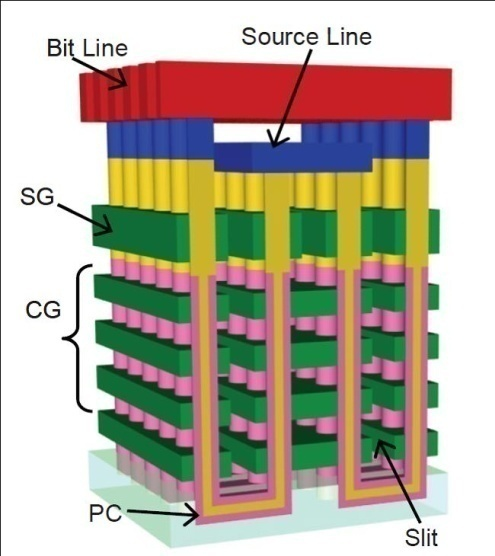 Source Line
Bit Line
SG
CG
PC
Slit